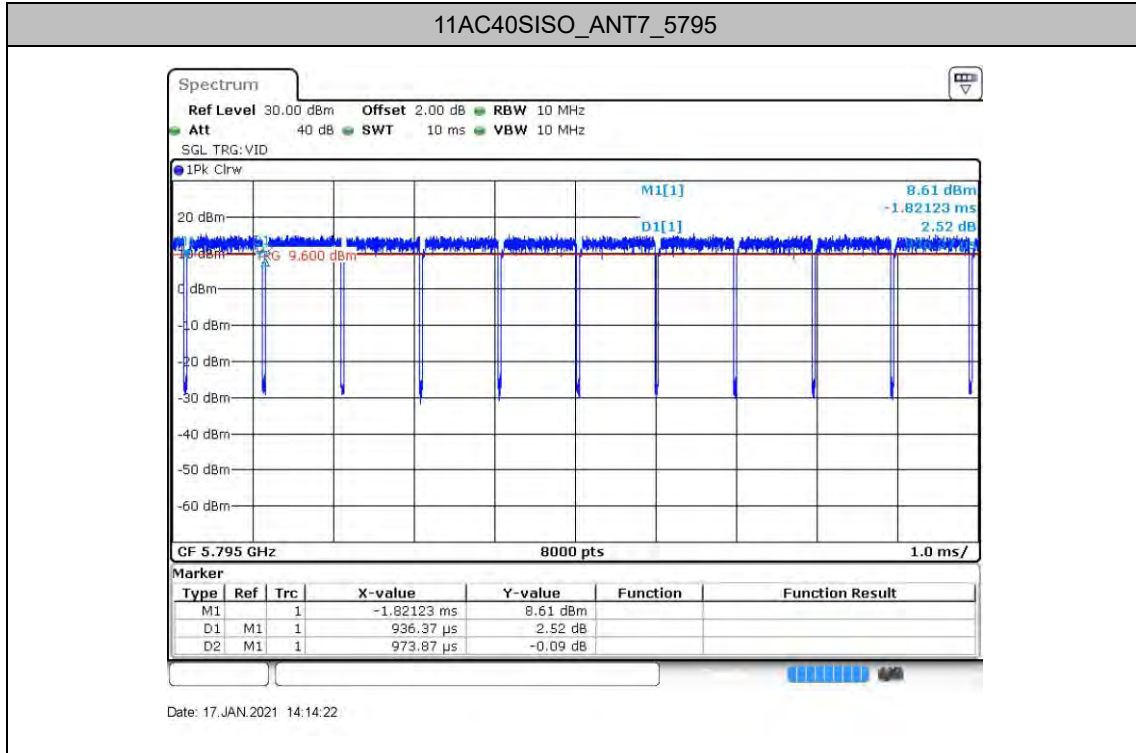 11AC40SISO_ANT7_5795
Spectrum
Ref Level 30.00 dBm Offset 2.00 dB RBW 10 MHz
Att 40 dB SWT 10 ms VBW 10 MHz
SGL TRG:VID
1Pk Clrw
M1[1] 8.61 dBm
-1.82123 ms
20 dBm
D1[1] 2.52 dB
10 dBm
TRG 9.600 dBm
0 dBm
-10 dBm
-20 dBm
-30 dBm
-40 dBm
-50 dBm
-60 dBm
CF 5.795 GHz 8000 pts 1.0 ms/
Marker
Type Ref Trc X-value Y-value Function Function Result
M1 1 -1.82123 ms 8.61 dBm
D1 M1 1 936.37 µs 2.52 dB
D2 M1 1 973.87 µs -0.09 dB
Date: 17.JAN.2021 14:14:22